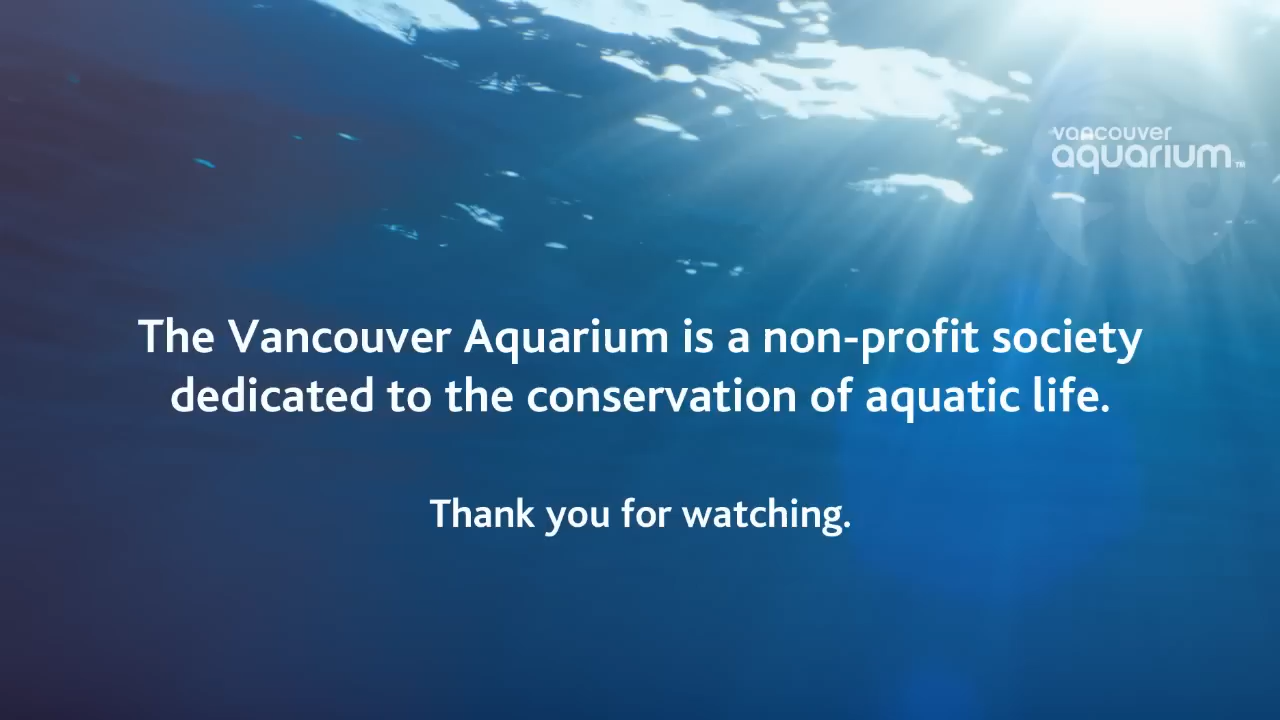 vancouver
aquarium™
The Vancouver Aquarium is a non-profit society
dedicated to the conservation of aquatic life.
Thank you for watching.